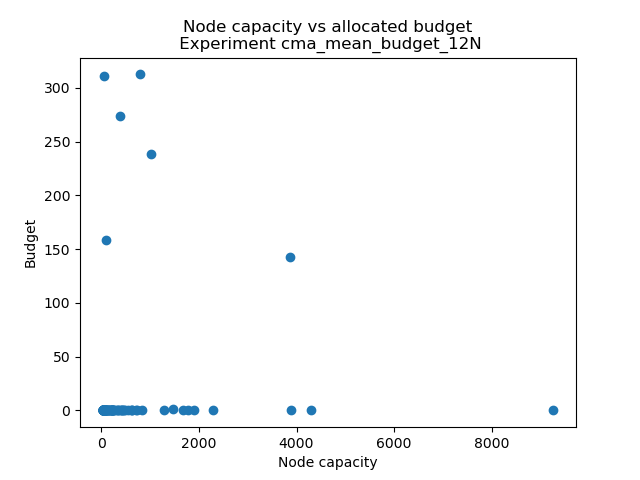 Node capacity vs allocated budget
Experiment cma_mean_budget_12N
300
250
200
150
100
50
0
Budget
0 2000 4000 6000 8000
Node capacity